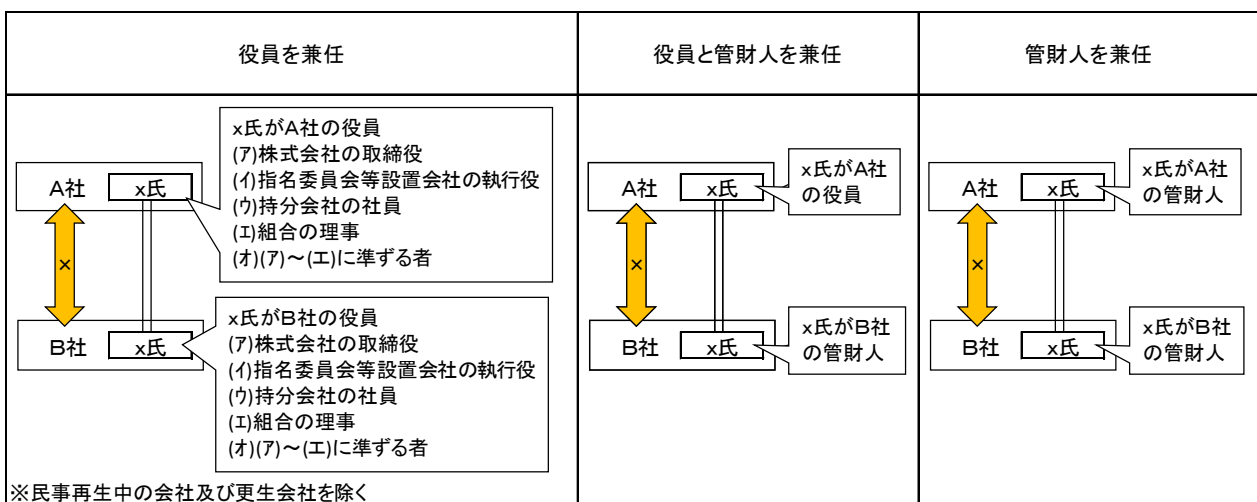 役員を兼任
x氏がA社の役員
(ア)株式会社の取締役
(イ)指名委員会等設置会社の執行役
(ウ)持分会社の社員
(エ)組合の理事
(オ)(ア)～(エ)に準ずる者
A社
x氏
×
x氏がB社の役員
(ア)株式会社の取締役
(イ)指名委員会等設置会社の執行役
(ウ)持分会社の社員
(エ)組合の理事
(オ)(ア)～(エ)に準ずる者
B社
x氏
※民事再生中の会社及び更生会社を除く
役員と管財人を兼任
A社
x氏
x氏がA社
の役員
×
B社
x氏
x氏がB社
の管財人
管財人を兼任
A社
x氏
x氏がA社
の管財人
×
B社
x氏
x氏がB社
の管財人